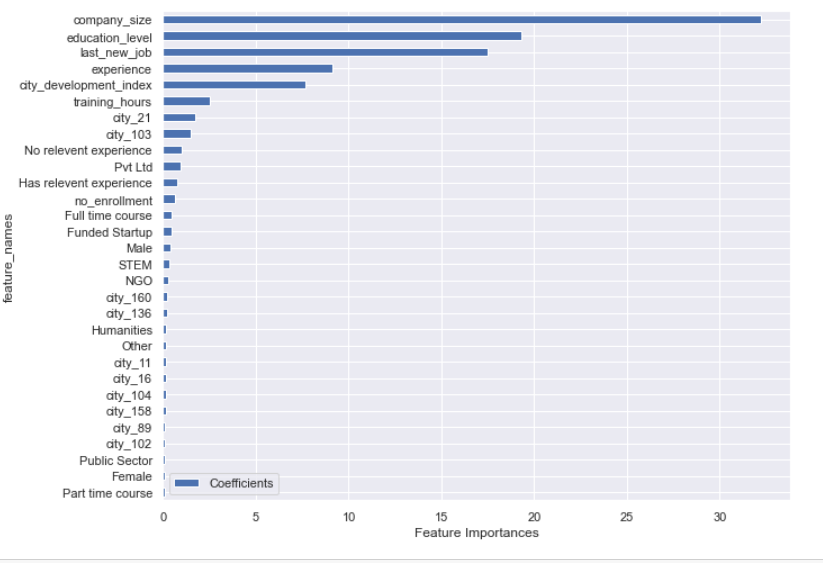 company_size
education_level
last_new_job
experience
city_development_index
training_hours
city_21
city_103
No relevent experience
Pvt Ltd
Has relevent experience
no_enrollment
Full time course
Funded Startup
Male
STEM
NGO
city_160
city_136
Humanities
Other
city_11
city_16
city_104
city_158
city_89
city_102
Public Sector
Female
Part time course
feature_names
Coefficients
0 5 10 15 20 25 30
Feature Importances